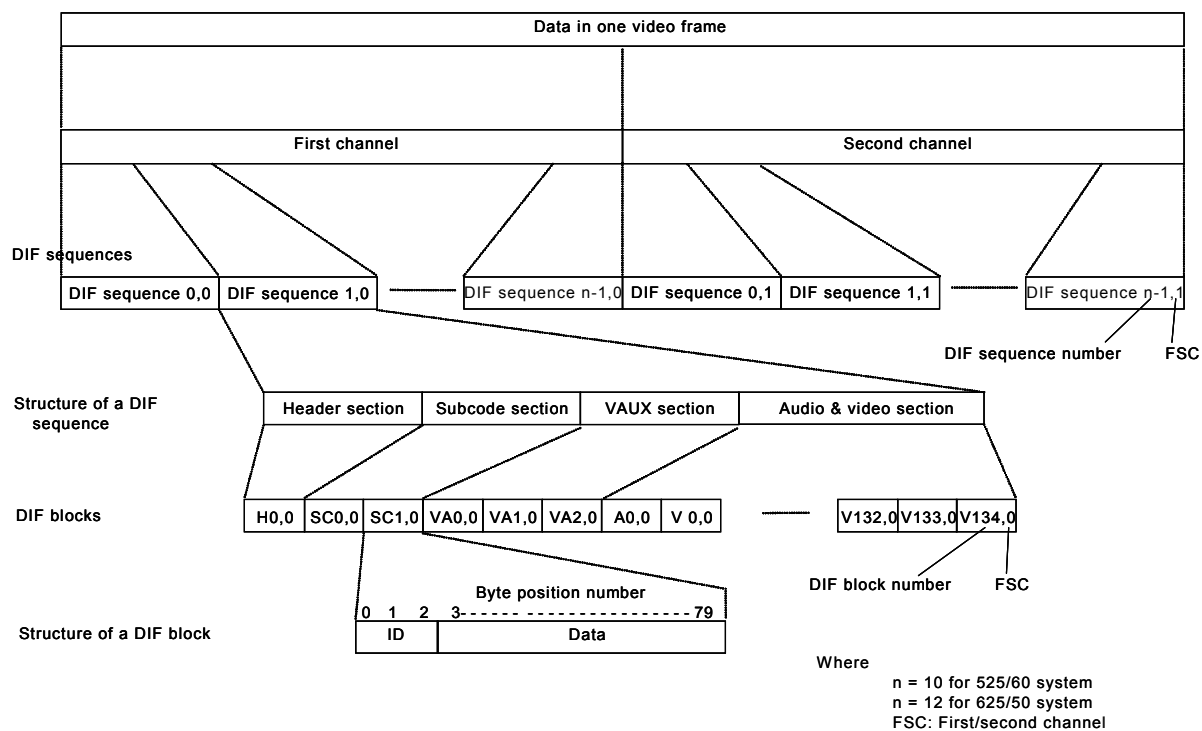 Data in one video frame
First channel
Second channel
DIF sequences
DIF sequence 0,0
DIF sequence 1,0
DIF sequence n-1,0
DIF sequence 0,1
DIF sequence 1,1
DIF sequence n-1,1
DIF sequence number
FSC
Structure of a DIF
sequence
Header section
Subcode section
VAUX section
Audio & video section
DIF blocks
H0,0
SC0,0
SC1,0
VA0,0
VA1,0
VA2,0
A0,0
V 0,0
V132,0
V133,0
V134,0
DIF block number
FSC
Byte position number
0 1 2 3- - - - - - - - - - - - - - - - - - - - - - - - - - 79
Structure of a DIF block
ID
Data
Where
n = 10 for 525/60 system
n = 12 for 625/50 system
FSC: First/second channel